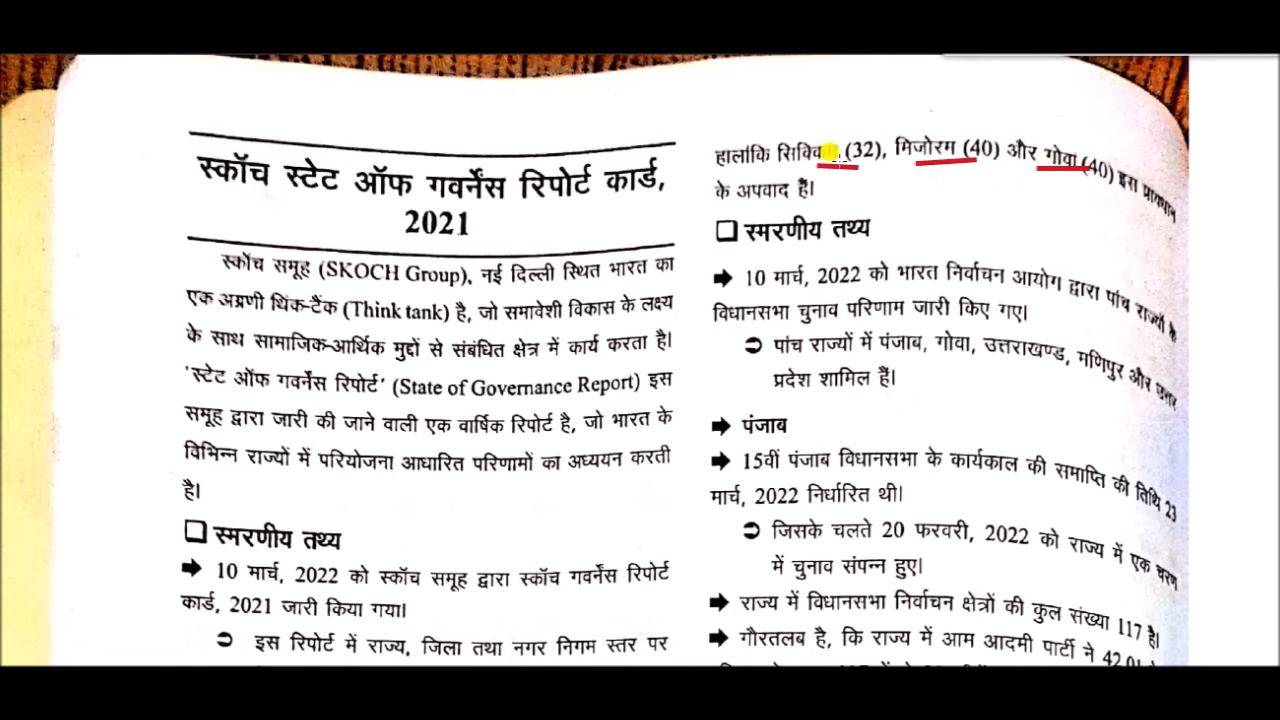 स्कॉच स्टेट ऑफ गवर्नेंस रिपोर्ट कार्ड,
2021
स्कॉच समूह (SKOCH Group), नई दिल्ली स्थित भारत का
एक अग्रणी थिंक-टैंक (Think tank) है, जो समावेशी विकास के लक्ष्य
के साथ सामाजिक-आर्थिक मुद्दों से संबंधित क्षेत्र में कार्य करता है।
'स्टेट ऑफ गवर्नेंस रिपोर्ट' (State of Governance Report) इस
समूह द्वारा जारी की जाने वाली एक वार्षिक रिपोर्ट है, जो भारत के
विभिन्न राज्यों में परियोजना आधारित परिणामों का अध्ययन करती
है।
स्मरणीय तथ्य
10 मार्च, 2022 को स्कॉच समूह द्वारा स्कॉच गवर्नेंस रिपोर्ट
कार्ड, 2021 जारी किया गया।
इस रिपोर्ट में राज्य, जिला तथा नगर निगम स्तर पर
हालांकि (32), मिजोरम (40) और गोवा (40) इस प्रावधान
के अपवाद हैं।
स्मरणीय तथ्य
10 मार्च, 2022 को भारत निर्वाचन आयोग द्वारा पांच राज्यों के
विधानसभा चुनाव परिणाम जारी किए गए।
पांच राज्यों में पंजाब, गोवा, उत्तराखण्ड, मणिपुर और उत्तर
प्रदेश शामिल हैं।
पंजाब
15वीं पंजाब विधानसभा के कार्यकाल की समाप्ति की तिथि 23
मार्च, 2022 निर्धारित थी।
जिसके चलते 20 फरवरी, 2022 को राज्य में एक चरण
में चुनाव संपन्न हुए।
राज्य में विधानसभा निर्वाचन क्षेत्रों की कुल संख्या 117 है।
गौरतलब है, कि राज्य में आम आदमी पार्टी ने